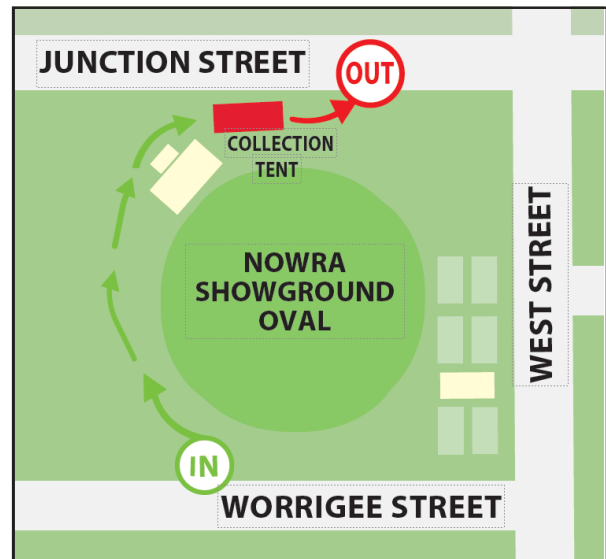 JUNCTION STREET
OUT
COLLECTION
TENT
NOWRA
SHOWGROUND
OVAL
WEST STREET
IN
WORRIGEE STREET